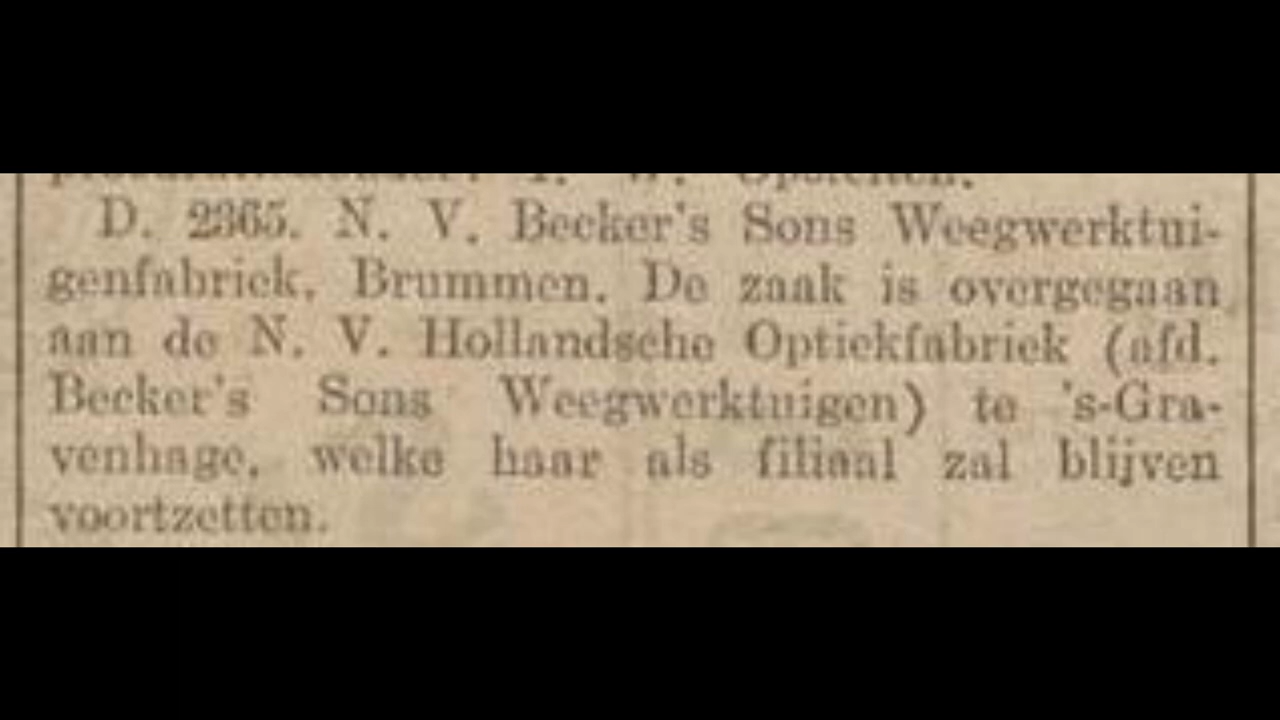 D. 2365. N. V. Becker's Sons Weegwerktui-
genfabriek, Brummen. De zaak is overgegaan
aan de N. V. Hollandsche Optiekfabriek (afd.
Becker's Sons Weegwerktuigen) te 's-Gra-
venhage, welke haar als filiaal zal blijven
voortzetten.